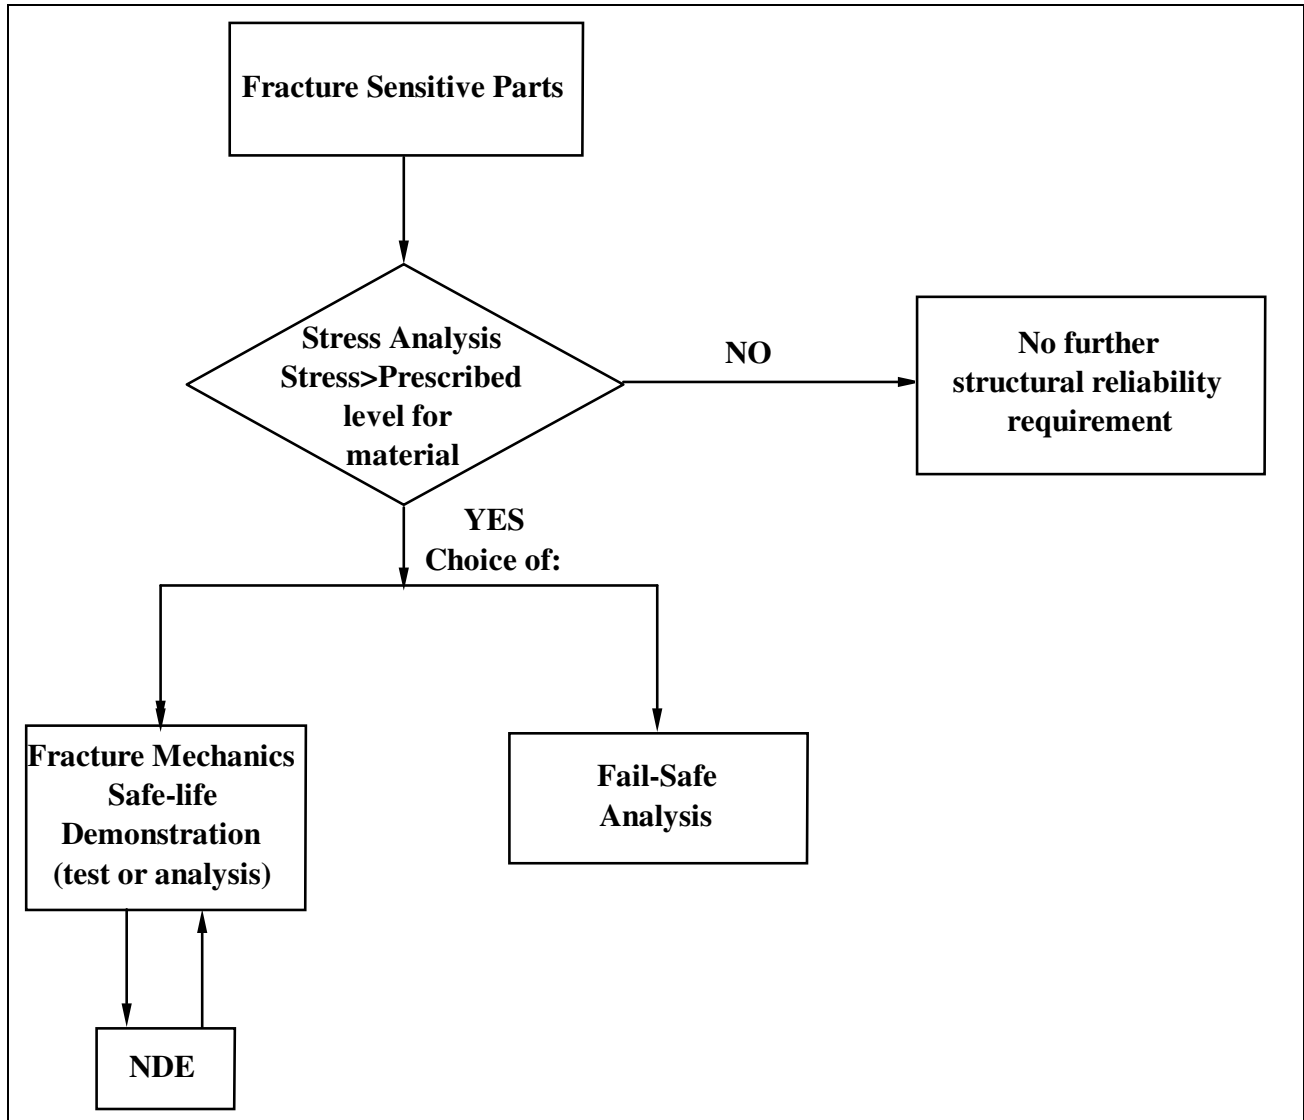 Fracture Sensitive Parts
Stress Analysis
Stress>Prescribed
level for
material
NO
No further
structural reliability
requirement
YES
Choice of:
Fracture Mechanics
Safe-life
Demonstration
(test or analysis)
Fail-Safe
Analysis
NDE